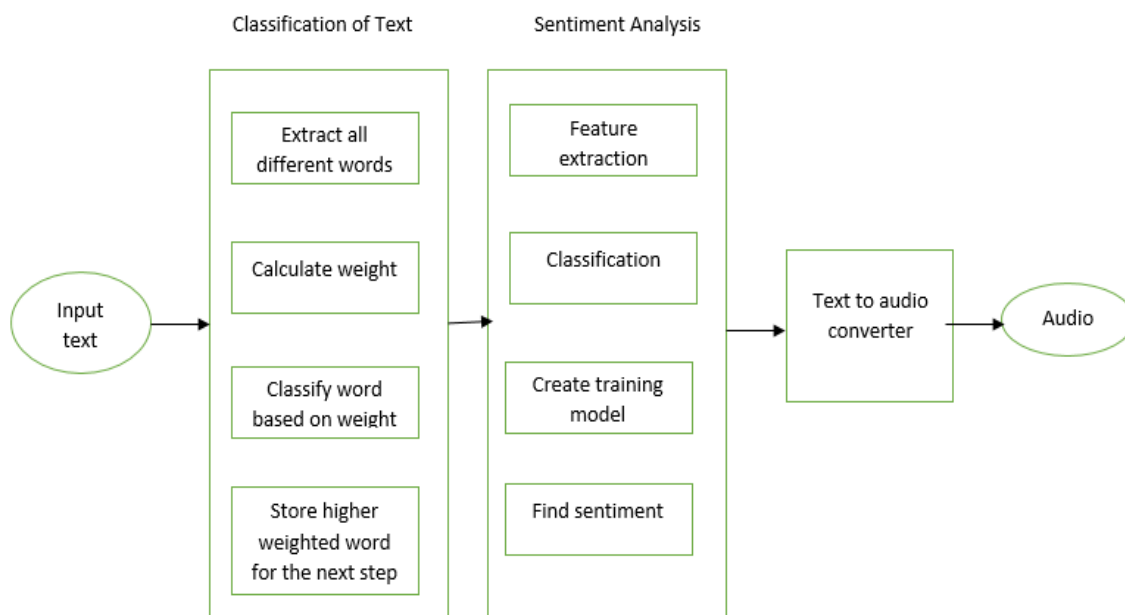 Classification of Text
Sentiment Analysis
Input
text
Extract all
different words
Calculate weight
Classify word
based on weight
Store higher
weighted word
for the next step
Feature
extraction
Classification
Create training
model
Find sentiment
Text to audio
converter
Audio